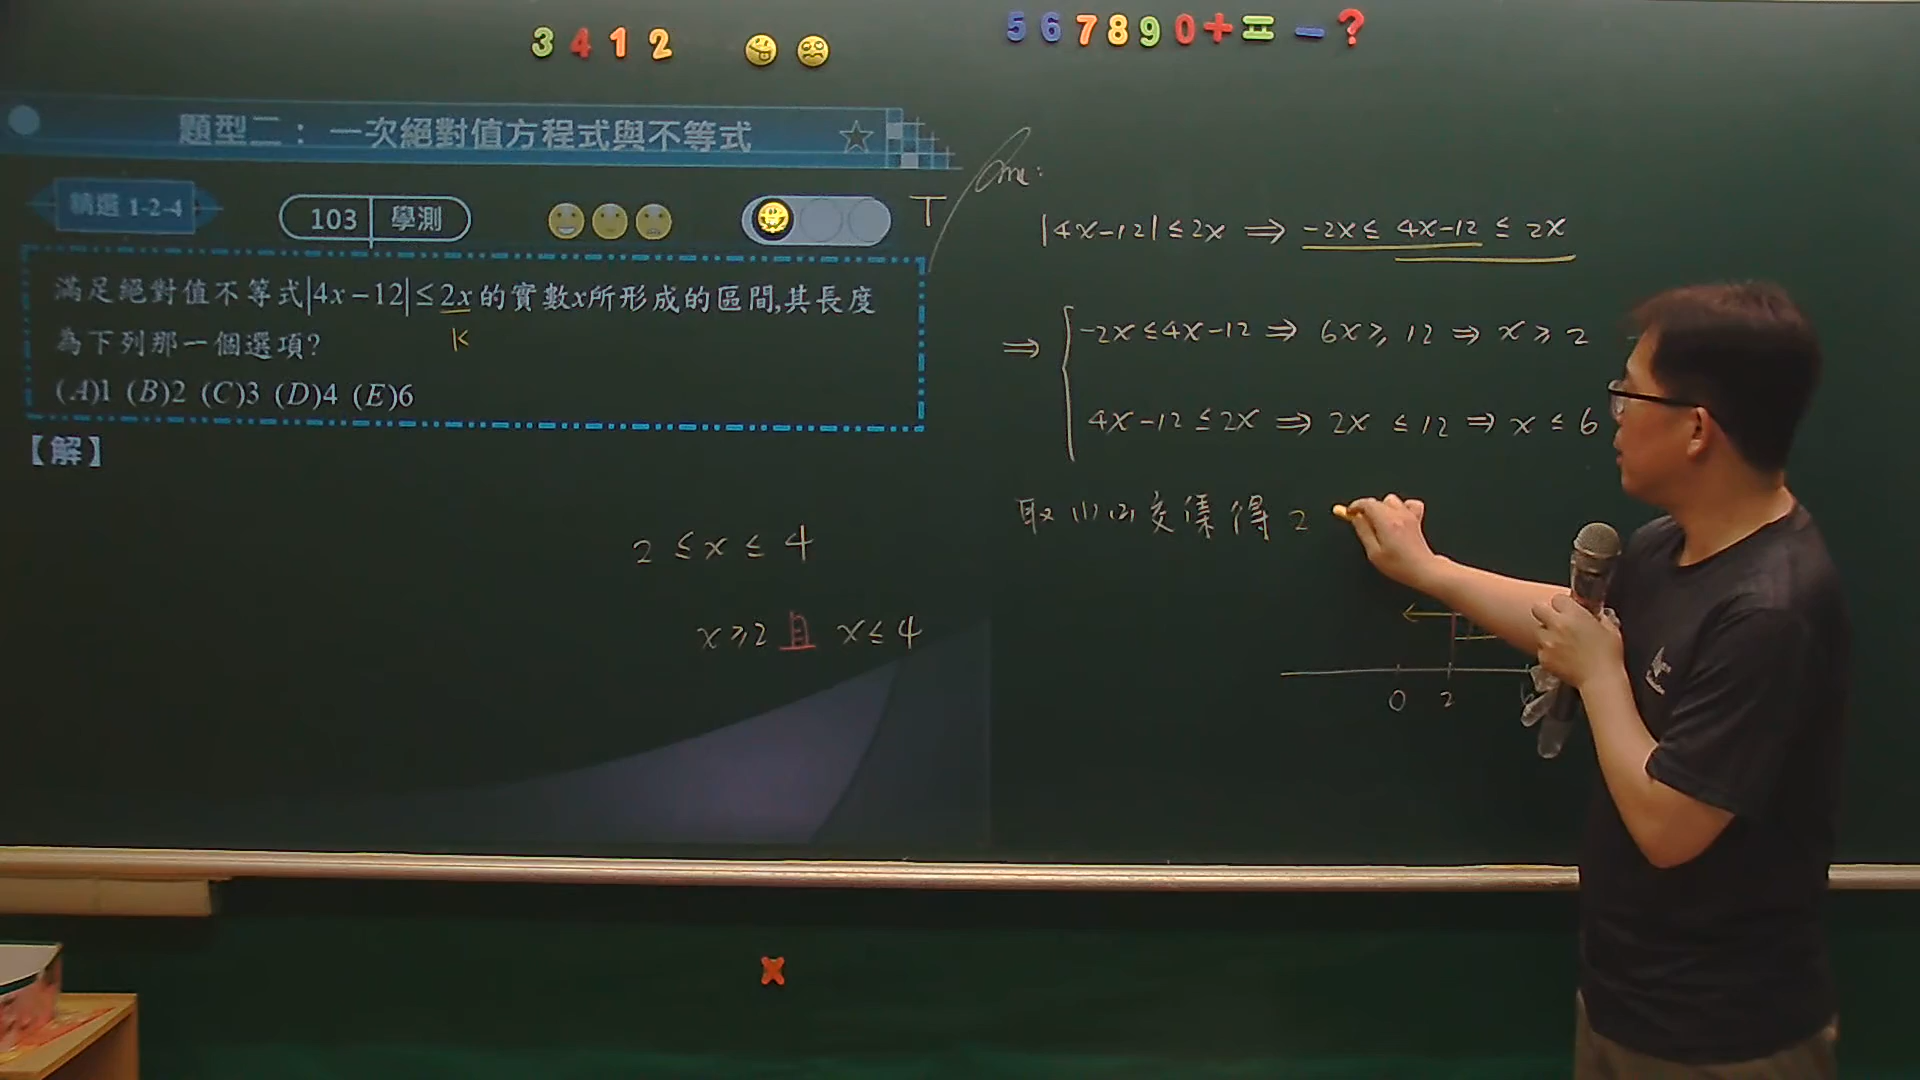 3 4 1 2
5 6 7 8 9 0 + = - ?
題型二： 一次絕對值方程式與不等式
精選 1-2-4
103 學測
T
滿足絕對值不等式|4x-12|≤2x的實數x所形成的區間,其長度
K
為下列那一個選項?
(A)1 (B)2 (C)3 (D)4 (E)6
【解】
2 ≤ x ≤ 4
x≥2 且 x≤4
|4x-12|≤2x ⇒ -2x≤ 4x-12 ≤ 2x
⇒ { -2x≤4x-12 ⇒ 6x≥12 ⇒ x≥2
4x-12≤2x ⇒ 2x ≤12 ⇒ x ≤ 6
取(1)(2)交集得 2
0 2
x